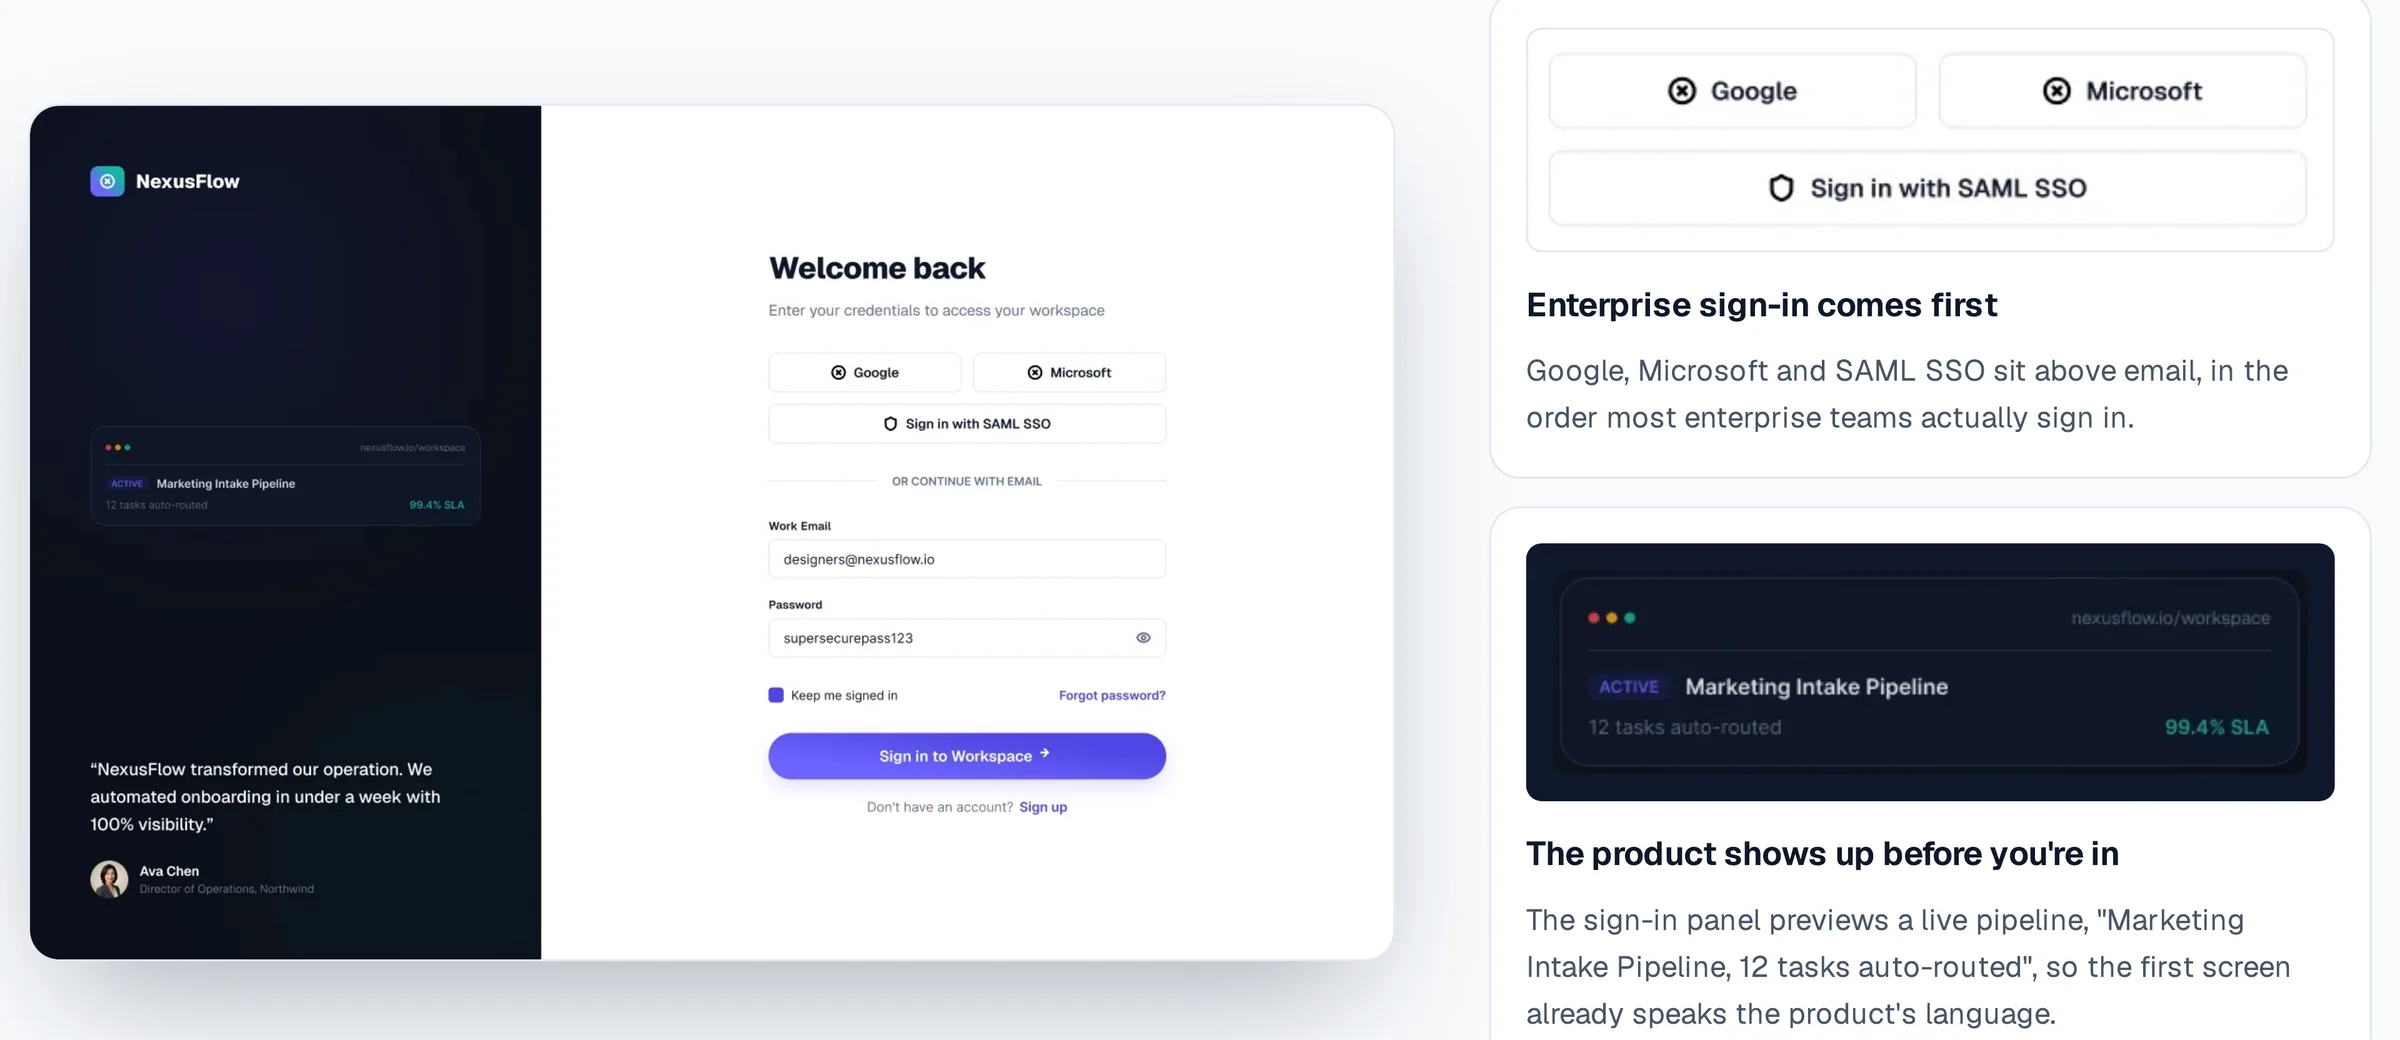 NexusFlow
nexusflow.io/workspace
ACTIVE Marketing Intake Pipeline
12 tasks auto-routed 99.4% SLA
“NexusFlow transformed our operation. We
automated onboarding in under a week with
100% visibility.”
Ava Chen
Director of Operations, Northwind
Welcome back
Enter your credentials to access your workspace
Google Microsoft
Sign in with SAML SSO
OR CONTINUE WITH EMAIL
Work Email
designers@nexusflow.io
Password
supersecurepass123
Keep me signed in Forgot password?
Sign in to Workspace →
Don't have an account? Sign up
Google Microsoft
Sign in with SAML SSO
Enterprise sign-in comes first
Google, Microsoft and SAML SSO sit above email, in the
order most enterprise teams actually sign in.
nexusflow.io/workspace
ACTIVE Marketing Intake Pipeline
12 tasks auto-routed 99.4% SLA
The product shows up before you're in
The sign-in panel previews a live pipeline, "Marketing
Intake Pipeline, 12 tasks auto-routed", so the first screen
already speaks the product's language.